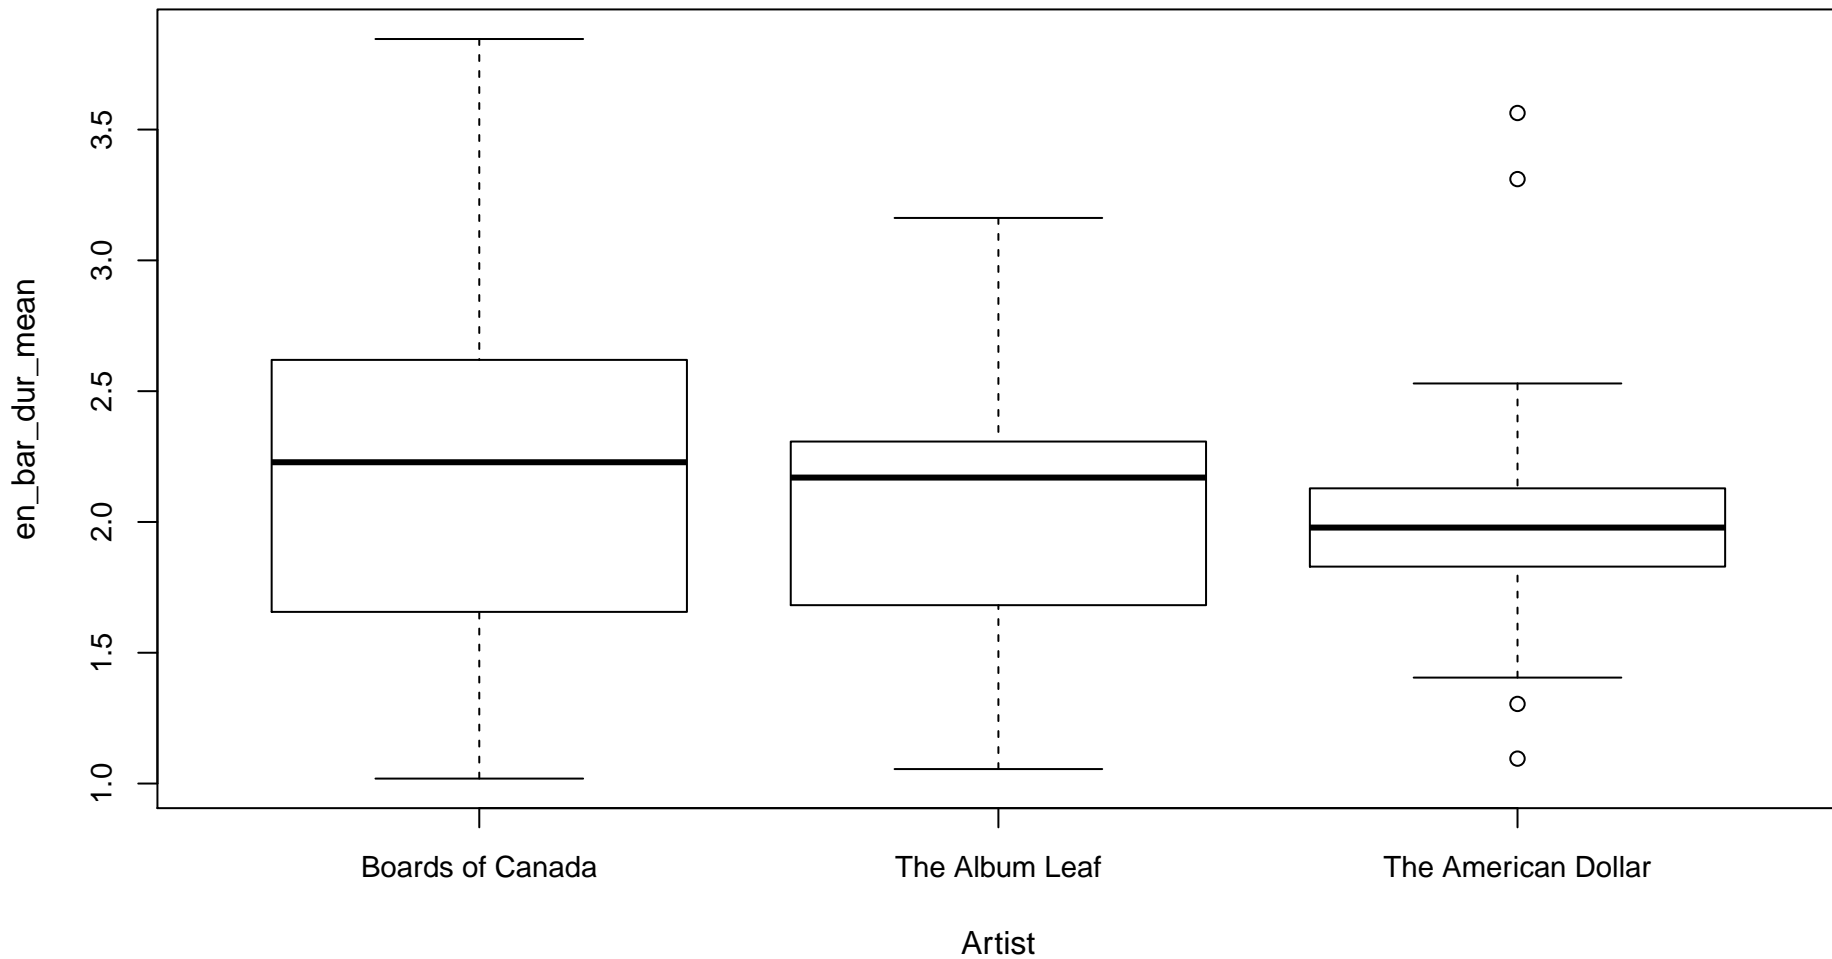 en_bar_dur_mean
3.5
3.0
2.5
2.0
1.5
1.0
Boards of Canada The Album Leaf The American Dollar
Artist